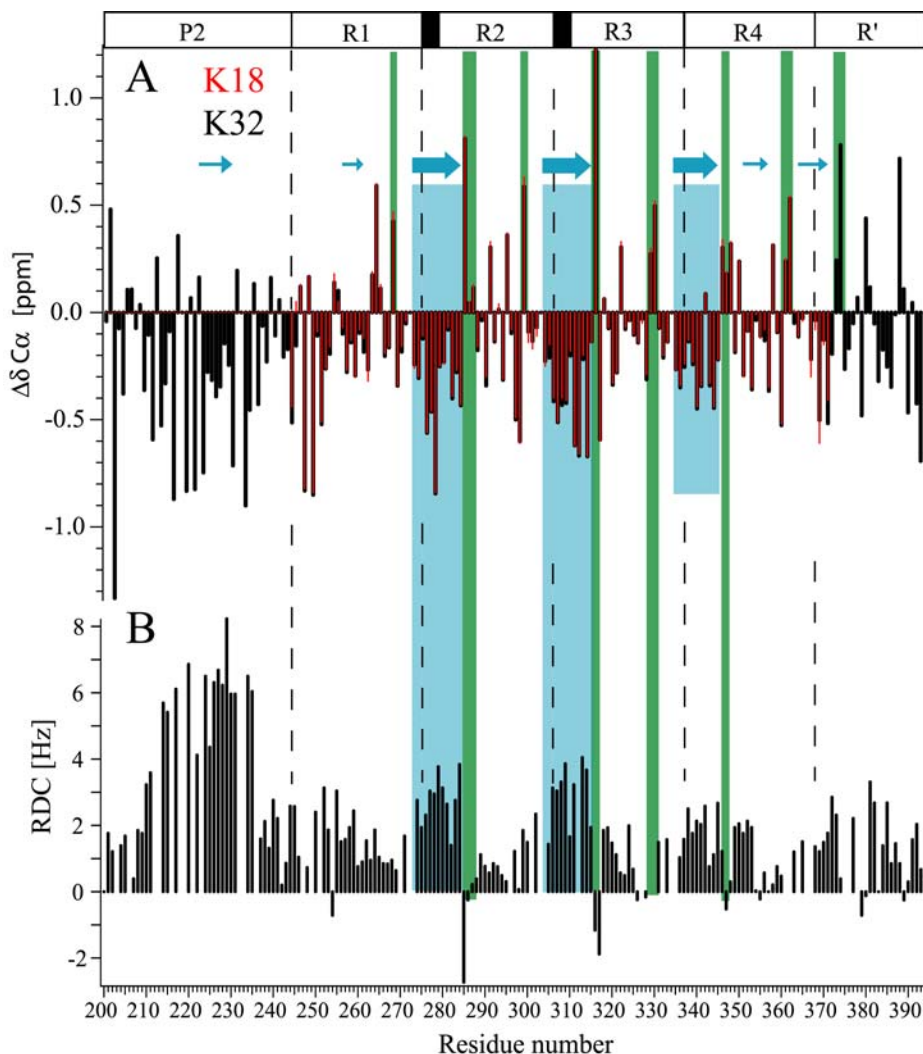 P2 R1 R2 R3 R4 R'
A
K18
K32
1.0
0.5
0.0
-0.5
-1.0
Δδ Cα [ppm]
B
8
6
4
2
0
-2
RDC [Hz]
200 210 220 230 240 250 260 270 280 290 300 310 320 330 340 350 360 370 380 390
Residue number